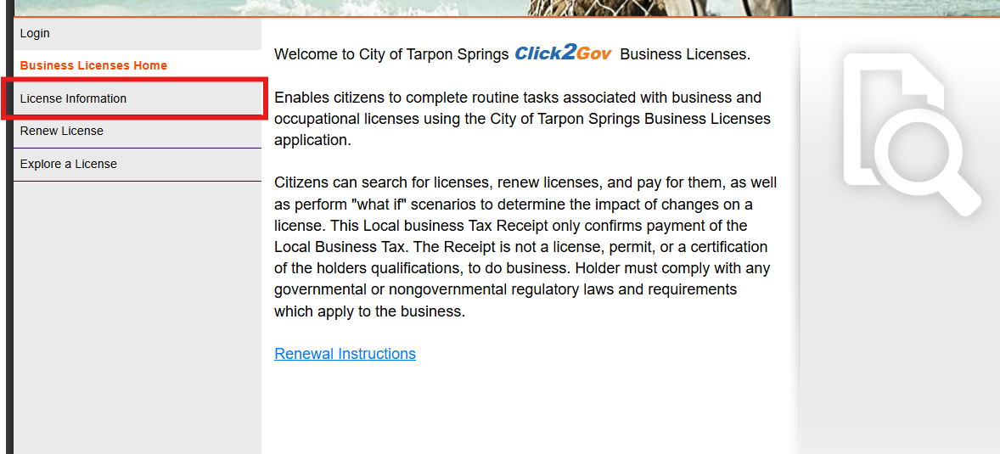 Login
Business Licenses Home
License Information
Renew License
Explore a License
Welcome to City of Tarpon Springs Click2Gov Business Licenses.
Enables citizens to complete routine tasks associated with business and
occupational licenses using the City of Tarpon Springs Business Licenses
application.
Citizens can search for licenses, renew licenses, and pay for them, as well
as perform "what if" scenarios to determine the impact of changes on a
license. This Local business Tax Receipt only confirms payment of the
Local Business Tax. The Receipt is not a license, permit, or a certification
of the holders qualifications, to do business. Holder must comply with any
governmental or nongovernmental regulatory laws and requirements
which apply to the business.
Renewal Instructions